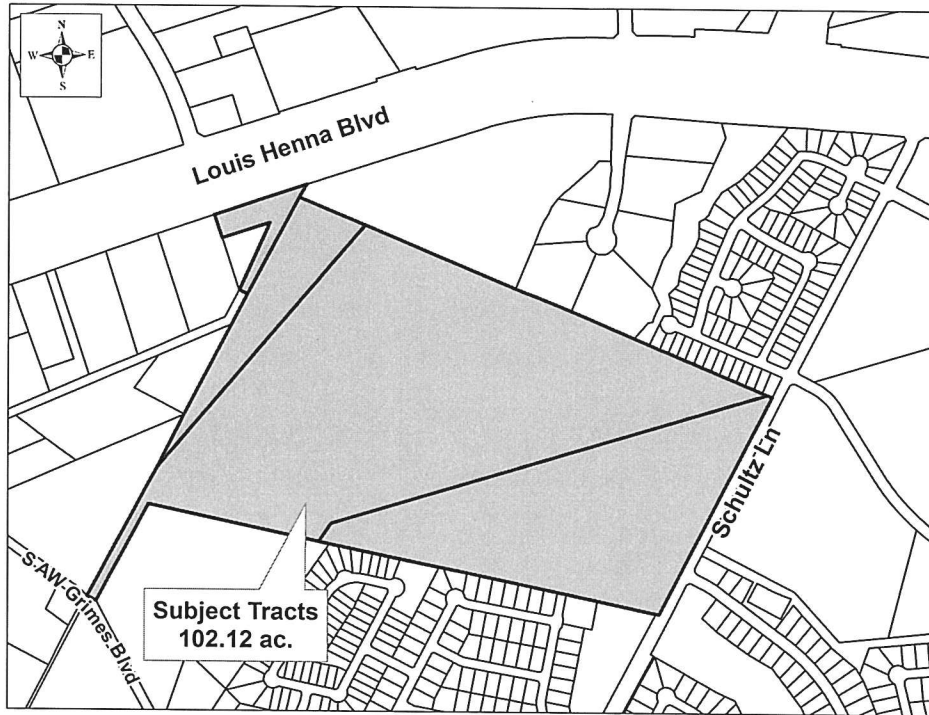 N
W E
S
Louis Henna Blvd
Schultz Ln
S AW Grimes Blvd
Subject Tracts
102.12 ac.